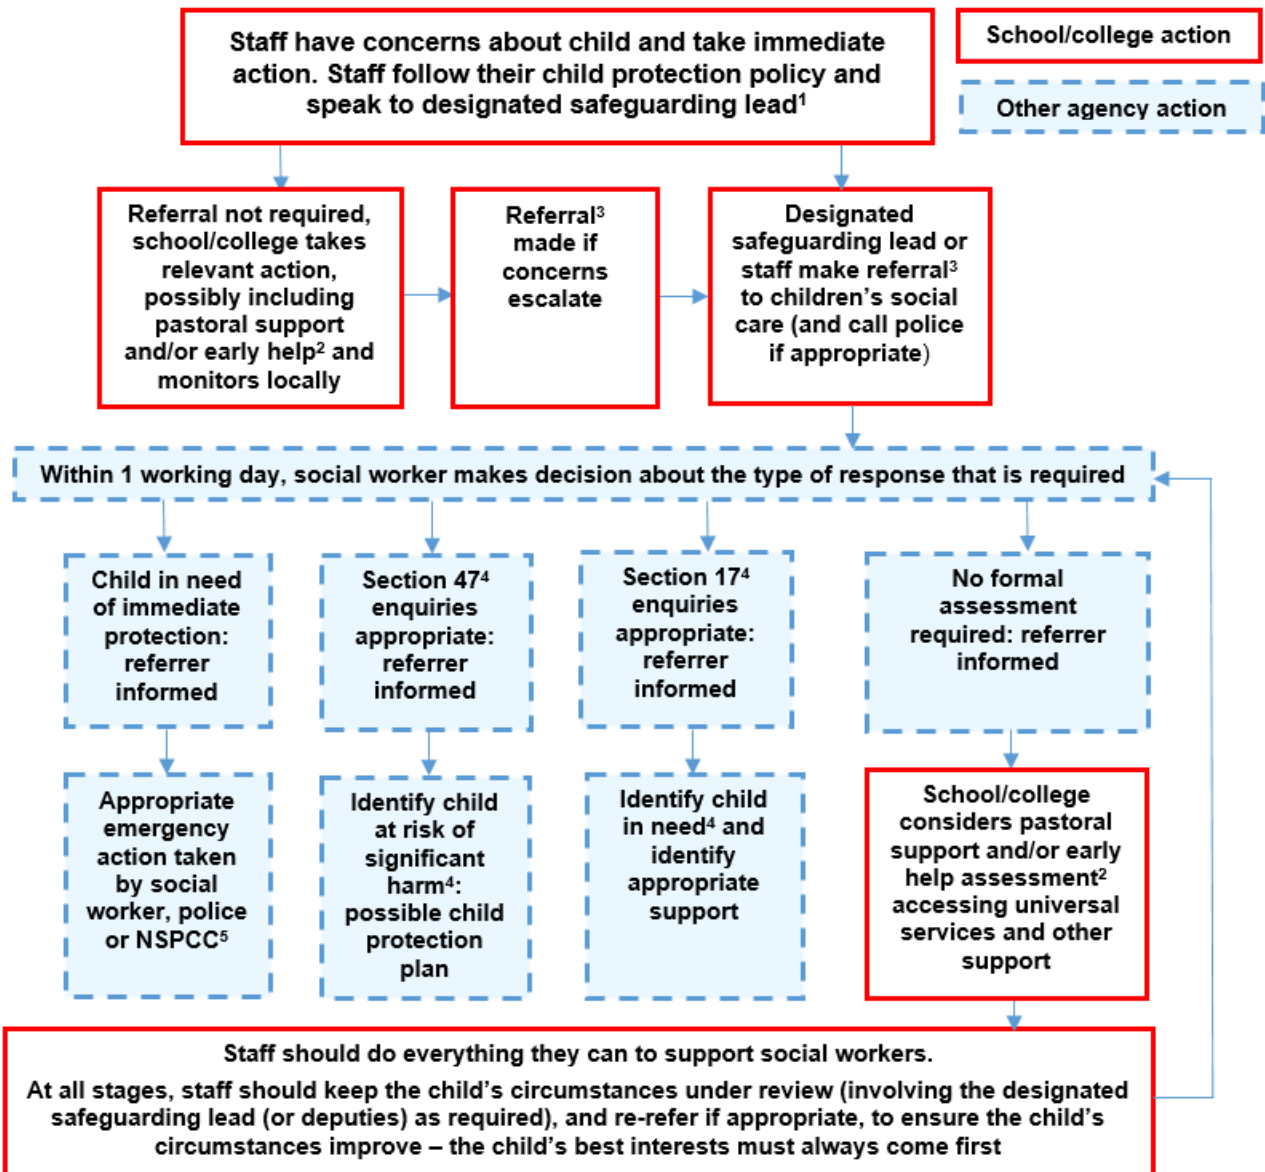 Staff have concerns about child and take immediate
action. Staff follow their child protection policy and
speak to designated safeguarding lead¹
School/college action
Other agency action
Referral not required,
school/college takes
relevant action,
possibly including
pastoral support
and/or early help² and
monitors locally
Referral³
made if
concerns
escalate
Designated
safeguarding lead or
staff make referral³
to children’s social
care (and call police
if appropriate)
Within 1 working day, social worker makes decision about the type of response that is required
Child in need
of immediate
protection:
referrer
informed
Section 47⁴
enquiries
appropriate:
referrer
informed
Section 17⁴
enquiries
appropriate:
referrer
informed
No formal
assessment
required: referrer
informed
Appropriate
emergency
action taken
by social
worker, police
or NSPCC⁵
Identify child
at risk of
significant
harm⁴:
possible child
protection
plan
Identify child
in need⁴ and
identify
appropriate
support
School/college
considers pastoral
support and/or early
help assessment²
accessing universal
services and other
support
Staff should do everything they can to support social workers.
At all stages, staff should keep the child’s circumstances under review (involving the designated
safeguarding lead (or deputies) as required), and re-refer if appropriate, to ensure the child’s
circumstances improve – the child’s best interests must always come first